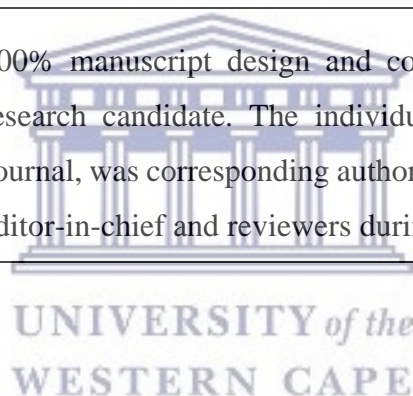 00% manuscript design and co
esearch candidate. The individu
ournal, was corresponding author
ditor-in-chief and reviewers duri
UNIVERSITY of the
WESTERN CAPE